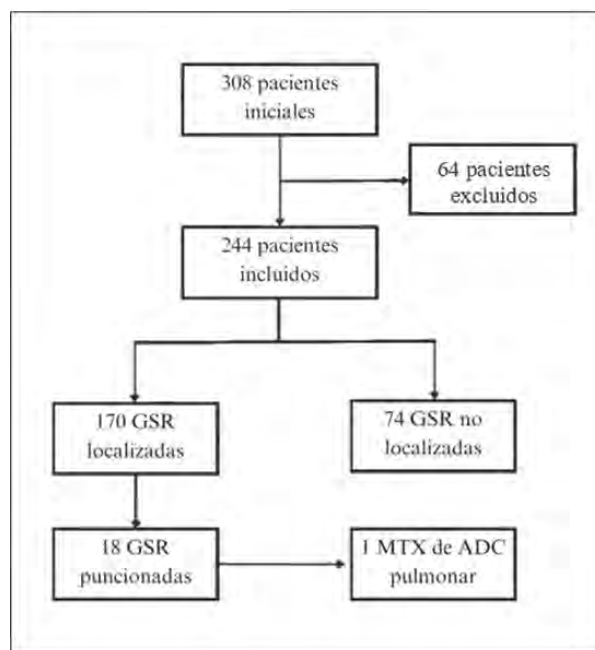 308 pacientes
iniciales
64 pacientes
excluidos
244 pacientes
incluidos
170 GSR
localizadas
74 GSR no
localizadas
18 GSR
puncionadas
1 MTX de ADC
pulmonar